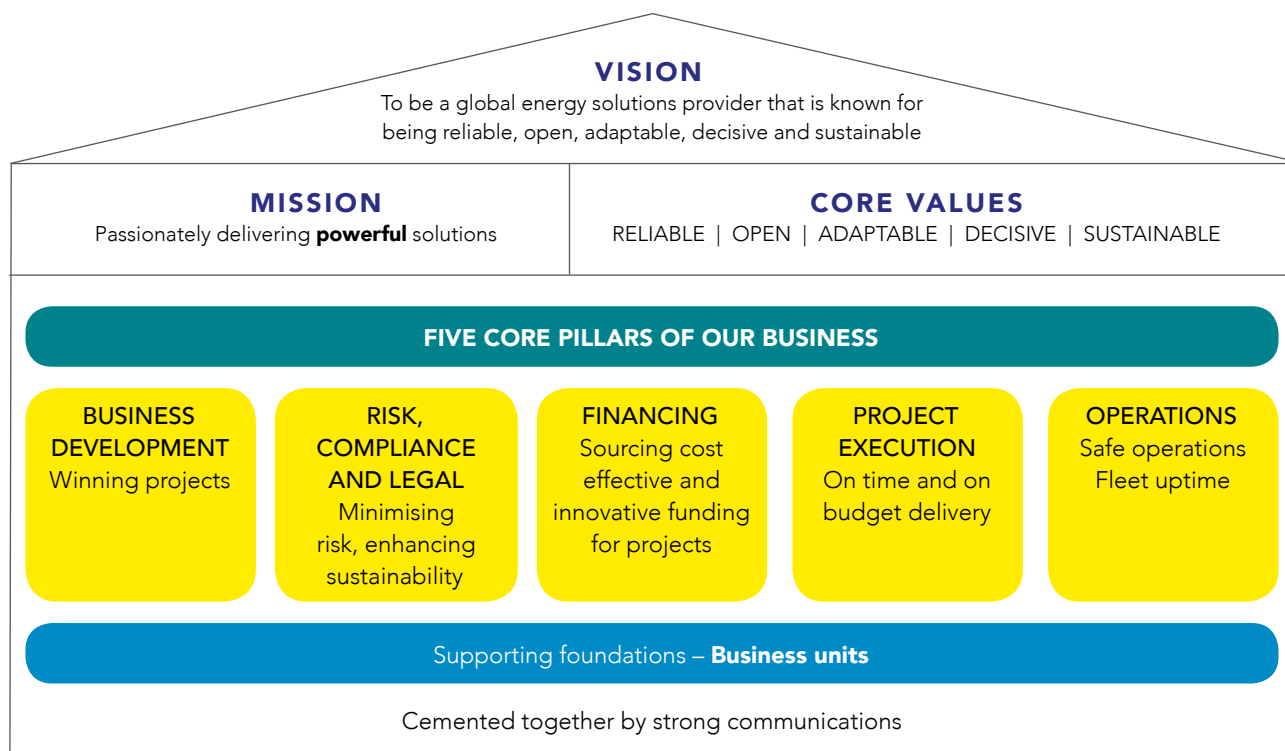 VISION
To be a global energy solutions provider that is known for
being reliable, open, adaptable, decisive and sustainable
MISSION
Passionately delivering powerful solutions
CORE VALUES
RELIABLE | OPEN | ADAPTABLE | DECISIVE | SUSTAINABLE
FIVE CORE PILLARS OF OUR BUSINESS
BUSINESS
DEVELOPMENT
Winning projects
RISK,
COMPLIANCE
AND LEGAL
Minimising
risk, enhancing
sustainability
FINANCING
Sourcing cost
effective and
innovative funding
for projects
PROJECT
EXECUTION
On time and on
budget delivery
OPERATIONS
Safe operations
Fleet uptime
Supporting foundations – Business units
Cemented together by strong communications